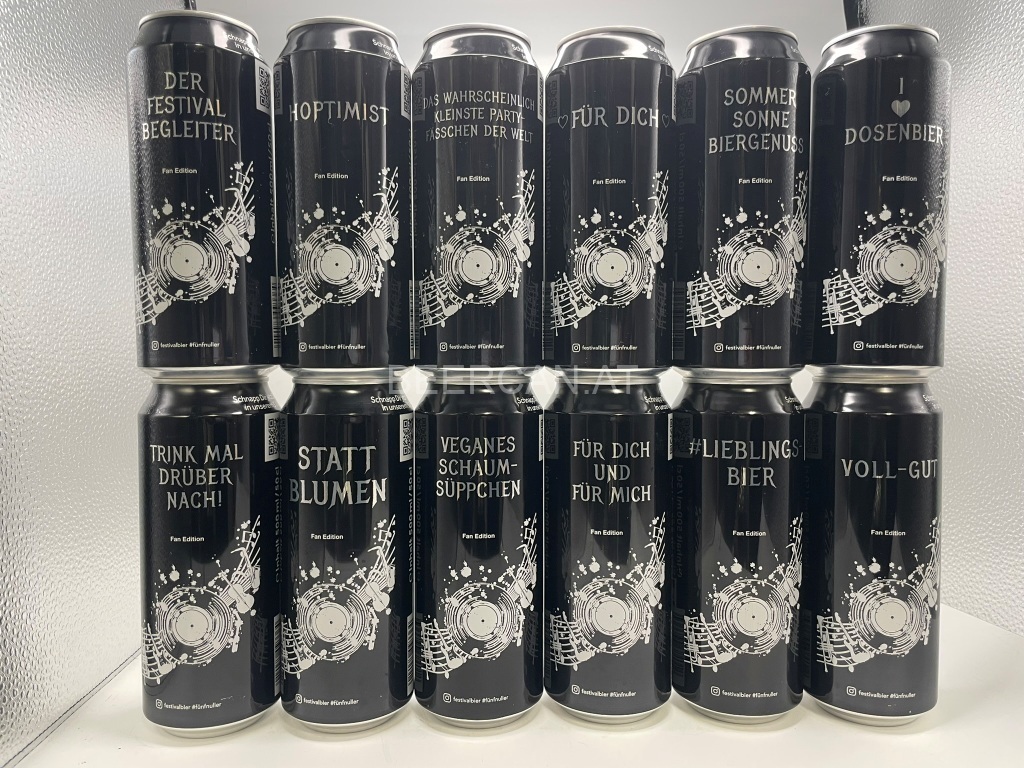 DER
FESTIVAL
BEGLEITER
Fan Edition
festivalbier #fünfnuller
HOPTIMIST
Fan Edition
festivalbier #fünfnuller
DAS WAHRSCHEINLICH
KLEINSTE PARTY-
FÄSSCHEN DER WELT
Fan Edition
festivalbier #fünfnuller
♡FÜR DICH♡
Fan Edition
festivalbier #fünfnuller
SOMMER
SONNE
BIERGENUSS
Fan Edition
festivalbier #fünfnuller
I
♥
DOSENBIER
Fan Edition
festivalbier #fünfnuller
BEERCAN.AT
TRINK MAL
DRÜBER
NACH!
Fan Edition
festivalbier #fünfnuller
Schnapp Di
in unsere
STATT
BLUMEN
Fan Edition
festivalbier #fünfnuller
VEGANES
SCHAUM-
SÜPPCHEN
Fan Edition
festivalbier #fünfnuller
FÜR DICH
UND
FÜR MICH
Fan Edition
festivalbier #fünfnuller
#LIEBLINGS-
BIER
Fan Edition
festivalbier #fünfnuller
VOLL-GUT
Fan Edition
festivalbier #fünfnuller